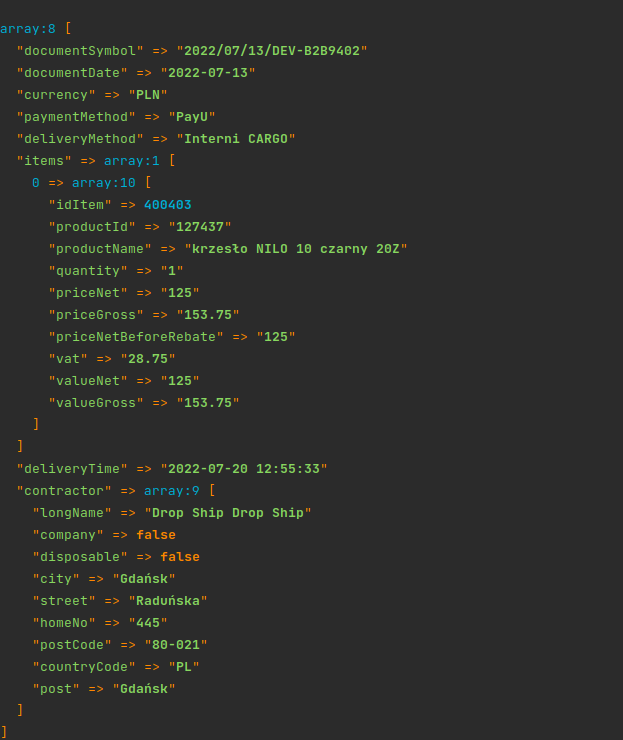 array:8 [
  "documentSymbol" => "2022/07/13/DEV-B2B9402"
  "documentDate" => "2022-07-13"
  "currency" => "PLN"
  "paymentMethod" => "PayU"
  "deliveryMethod" => "Interni CARGO"
  "items" => array:1 [
    0 => array:10 [
      "idItem" => 400403
      "productId" => "127437"
      "productName" => "krzesło NILO 10 czarny 20Z"
      "quantity" => "1"
      "priceNet" => "125"
      "priceGross" => "153.75"
      "priceNetBeforeRebate" => "125"
      "vat" => "28.75"
      "valueNet" => "125"
      "valueGross" => "153.75"
    ]
  ]
  "deliveryTime" => "2022-07-20 12:55:33"
  "contractor" => array:9 [
    "longName" => "Drop Ship Drop Ship"
    "company" => false
    "disposable" => false
    "city" => "Gdańsk"
    "street" => "Raduńska"
    "homeNo" => "445"
    "postCode" => "80-021"
    "countryCode" => "PL"
    "post" => "Gdańsk"
  ]
]